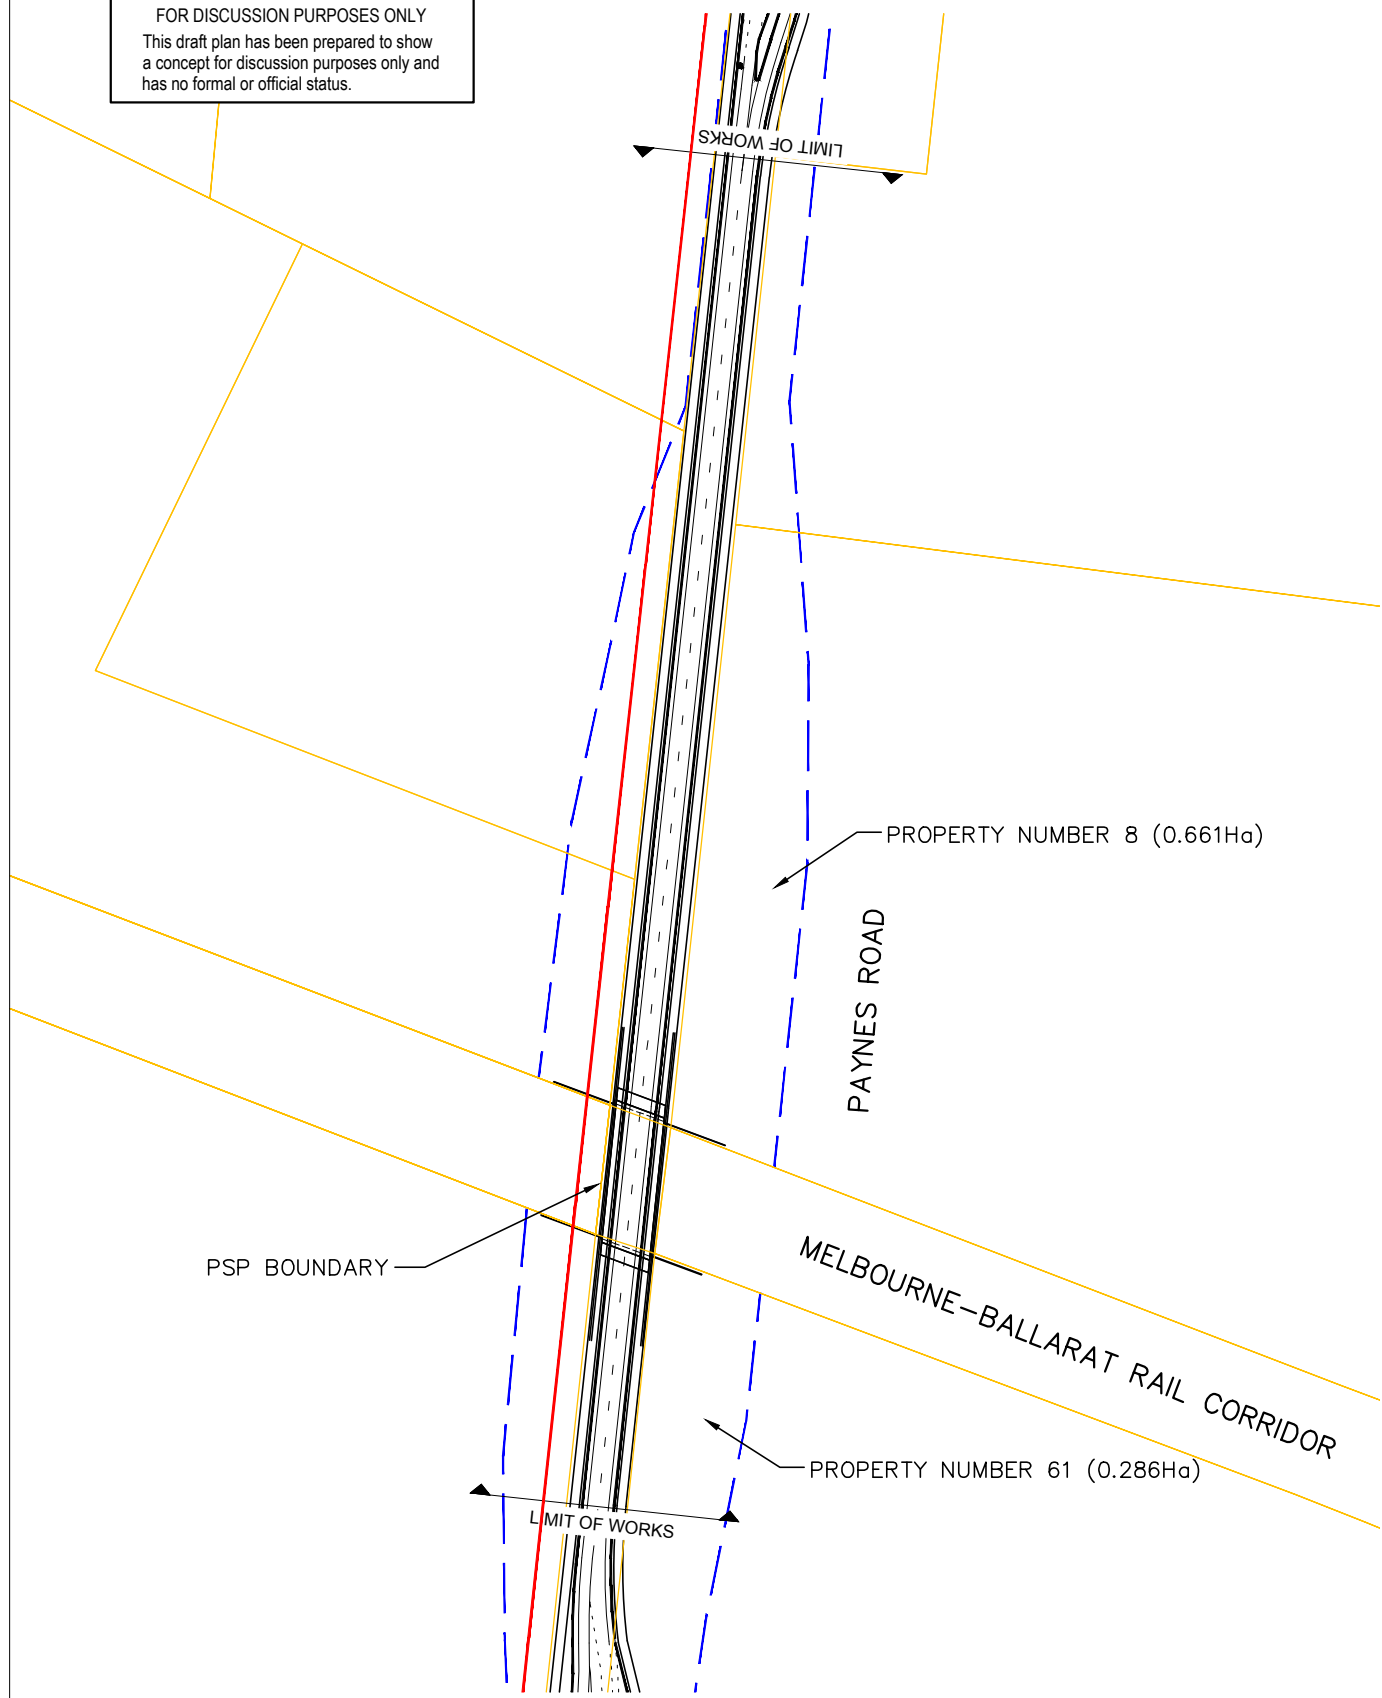 FOR DISCUSSION PURPOSES ONLY
This draft plan has been prepared to show
a concept for discussion purposes only and
has no formal or official status.
LIMIT OF WORKS
PROPERTY NUMBER 8 (0.661Ha)
PAYNES ROAD
PSP BOUNDARY
MELBOURNE-BALLARAT RAIL CORRIDOR
PROPERTY NUMBER 61 (0.286Ha)
LIMIT OF WORKS